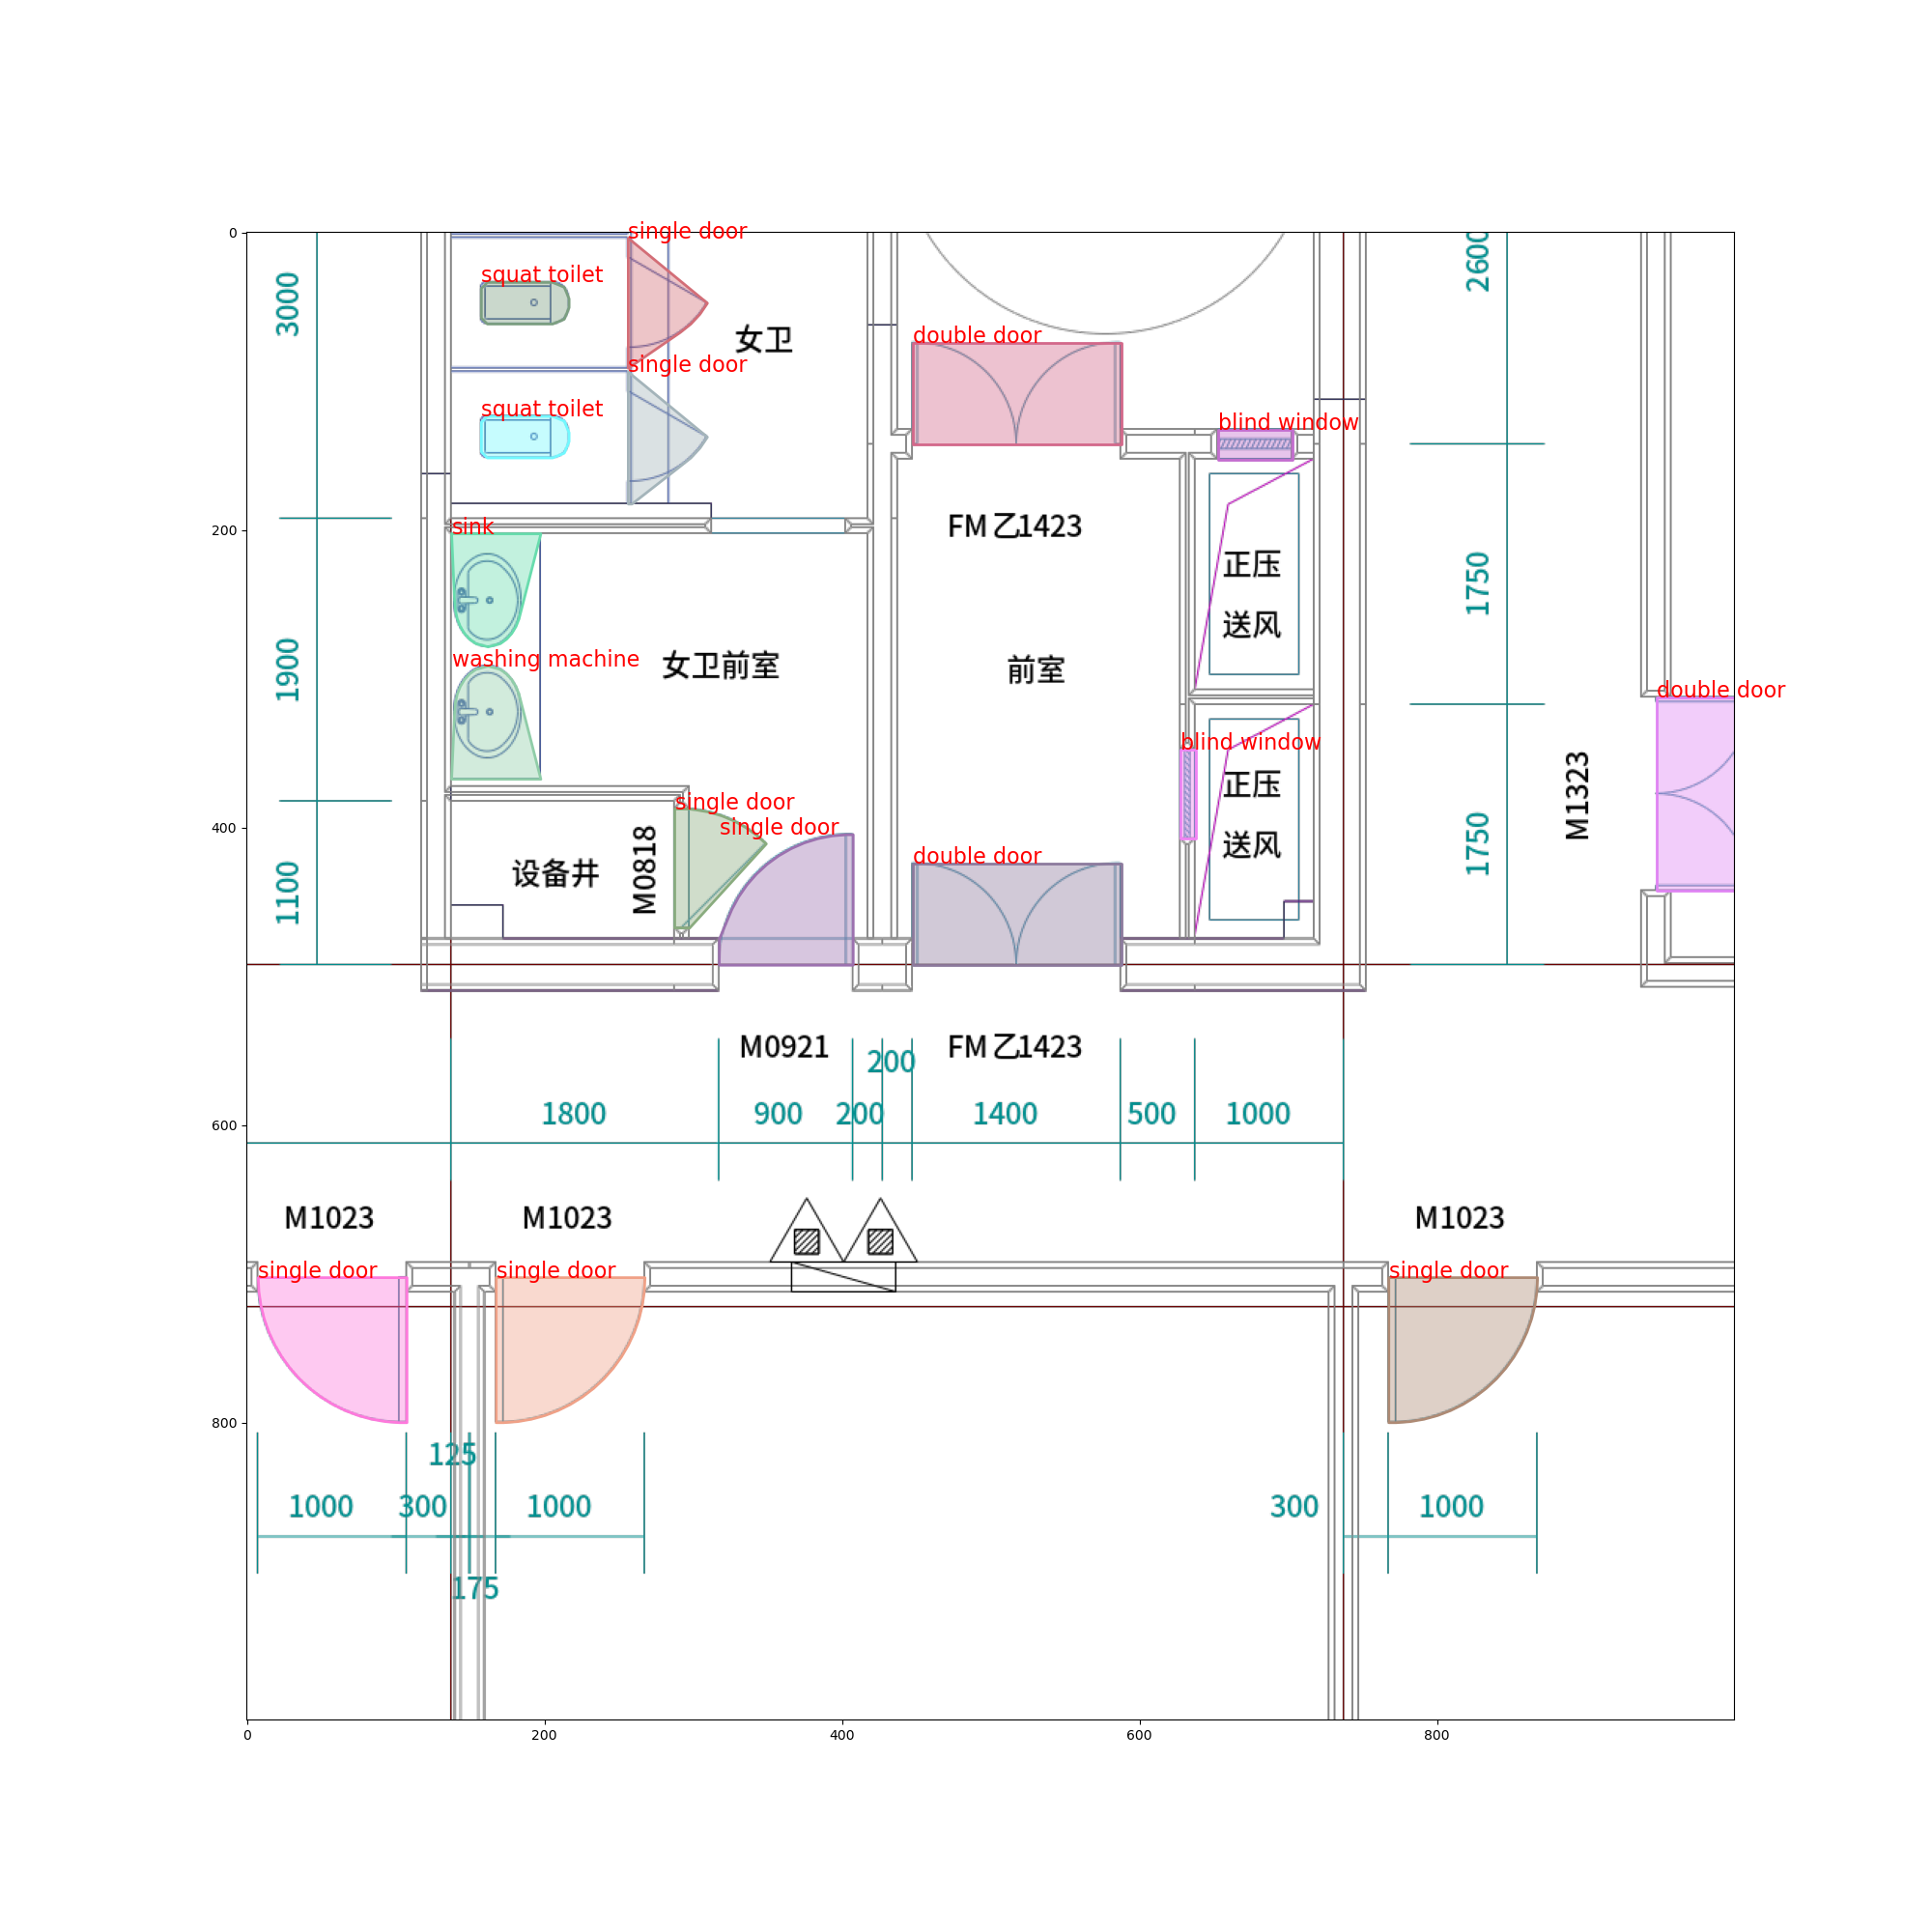 0
single door
2600
3000
squat toilet
女卫
double door
single door
squat toilet
blind window
200
sink
FM乙1423
正压
送风
1750
1900
washing machine
女卫前室
前室
double door
blind window
正压
送风
M1323
1750
400
single door
single door
M0818
设备井
double door
1100
M0921
FM乙1423
200
600
1800
900
200
1400
500
1000
M1023
M1023
M1023
single door
single door
single door
800
125
1000
300
1000
300
1000
175
0
200
400
600
800